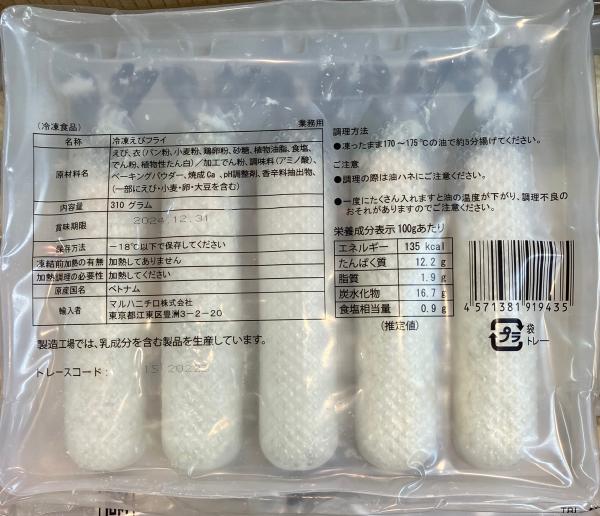 (冷凍食品) 業務用
名称 冷凍えびフライ
原材料名 えび、衣(パン粉、小麦粉、鶏卵粉、砂糖、植物油脂、食塩、
でん粉、植物性たん白)/加工でん粉、調味料(アミノ酸)、
ベーキングパウダー、焼成Ca、pH調整剤、香辛料抽出物、
(一部にえび・小麦・卵・大豆を含む)
内容量 310 グラム
賞味期限 2024.12.31
保存方法 −18℃以下で保存してください
凍結前加熱の有無 加熱してありません
加熱調理の必要性 加熱してください
原産国名 ベトナム
輸入者 マルハニチロ株式会社
東京都江東区豊洲3−2−20
製造工場では、乳成分を含む製品を生産しています。
トレースコード:
調理方法
●凍ったまま170〜175℃の油で約5分揚げてください。
ご注意
●調理の際は油ハネにご注意ください。
●一度にたくさん入れますと油の温度が下がり、調理不良の
おそれがありますのでご注意ください。
栄養成分表示 100gあたり
エネルギー 135 kcal
たんぱく質 12.2 g
脂質 1.9 g
炭水化物 16.7 g
食塩相当量 0.9 g
(推定値)
4571381919435
プラ 袋
トレー